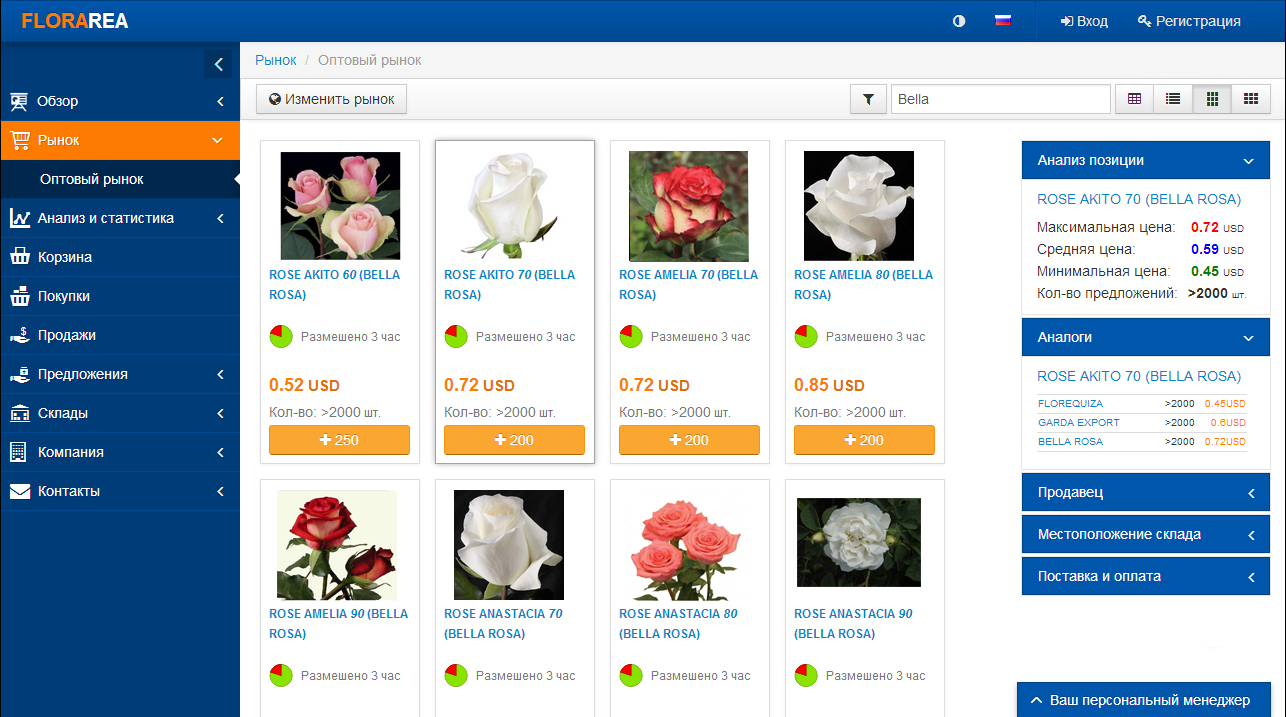 FLORAREA
Вход
Регистрация
Обзор
Рынок
Оптовый рынок
Анализ и статистика
Корзина
Покупки
Продажи
Предложения
Склады
Компания
Контакты
Рынок / Оптовый рынок
Изменить рынок
Bella
ROSE AKITO 60 (BELLA
ROSA)
Размешено 3 час
0.52 USD
Кол-во: >2000 шт.
+ 250
ROSE AKITO 70 (BELLA
ROSA)
Размешено 3 час
0.72 USD
Кол-во: >2000 шт.
+ 200
ROSE AMELIA 70 (BELLA
ROSA)
Размешено 3 час
0.72 USD
Кол-во: >2000 шт.
+ 200
ROSE AMELIA 80 (BELLA
ROSA)
Размешено 3 час
0.85 USD
Кол-во: >2000 шт.
+ 200
ROSE AMELIA 90 (BELLA
ROSA)
Размешено 3 час
ROSE ANASTACIA 70
(BELLA ROSA)
Размешено 3 час
ROSE ANASTACIA 80
(BELLA ROSA)
Размешено 3 час
ROSE ANASTACIA 90
(BELLA ROSA)
Размешено 3 час
Анализ позиции
ROSE AKITO 70 (BELLA ROSA)
Максимальная цена: 0.72 USD
Средняя цена: 0.59 USD
Минимальная цена: 0.45 USD
Кол-во предложений: >2000 шт.
Аналоги
ROSE AKITO 70 (BELLA ROSA)
FLOREQUIZA >2000 0.45USD
GARDA EXPORT >2000 0.6USD
BELLA ROSA >2000 0.72USD
Продавец
Местоположение склада
Поставка и оплата
Ваш персональный менеджер